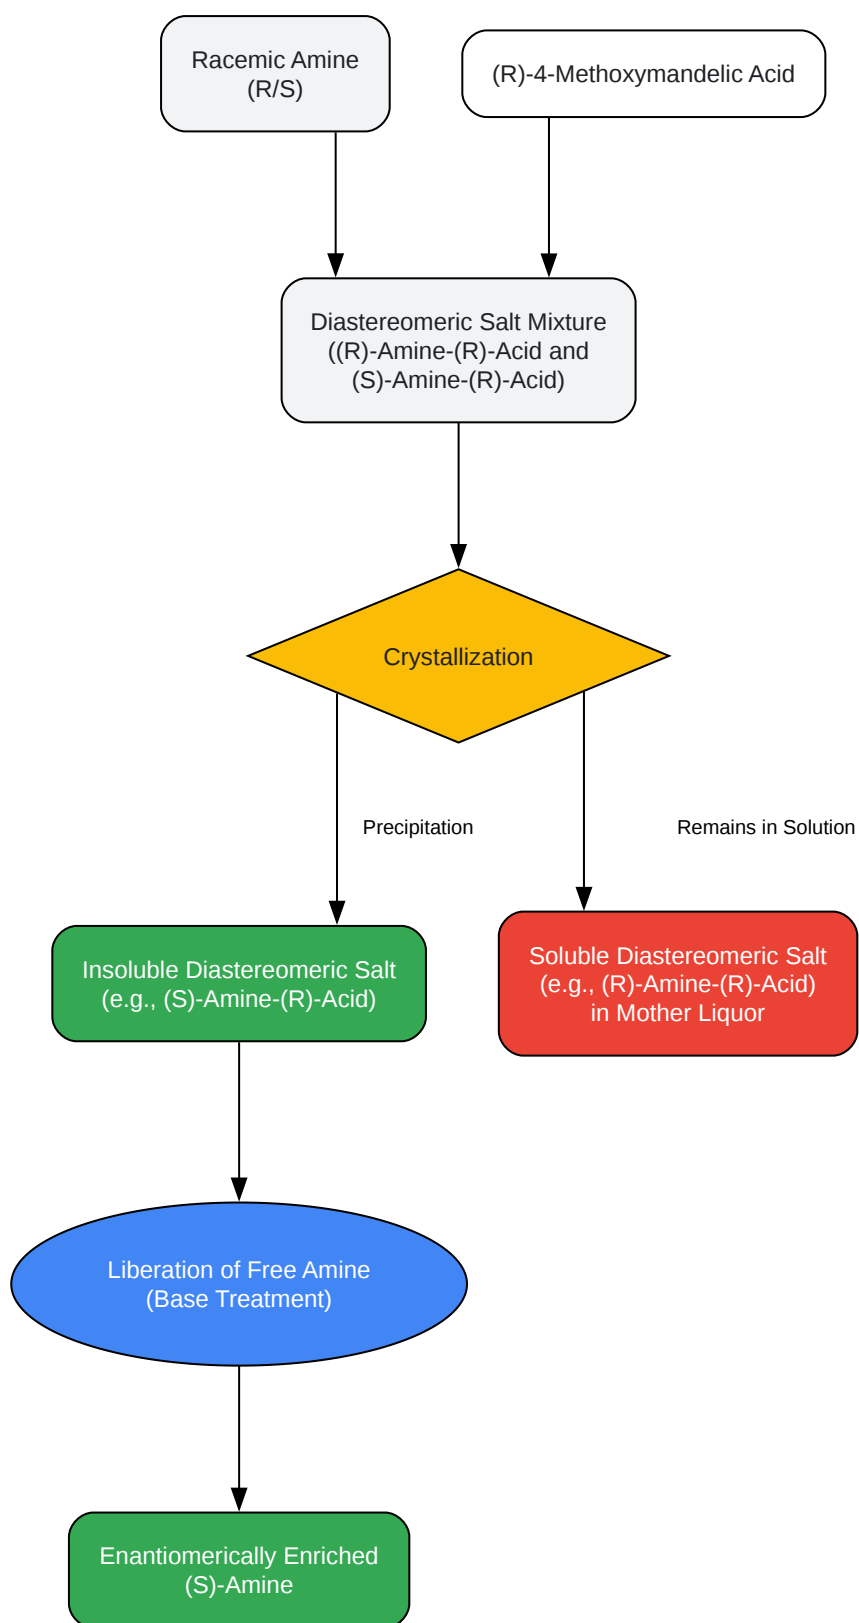 Racemic Amine
(R/S)
(R)-4-Methoxymandelic Acid
Diastereomeric Salt Mixture
((R)-Amine-(R)-Acid and
(S)-Amine-(R)-Acid)
Crystallization
Precipitation
Remains in Solution
Insoluble Diastereomeric Salt
(e.g., (S)-Amine-(R)-Acid)
Soluble Diastereomeric Salt
(e.g., (R)-Amine-(R)-Acid)
in Mother Liquor
Liberation of Free Amine
(Base Treatment)
Enantiomerically Enriched
(S)-Amine